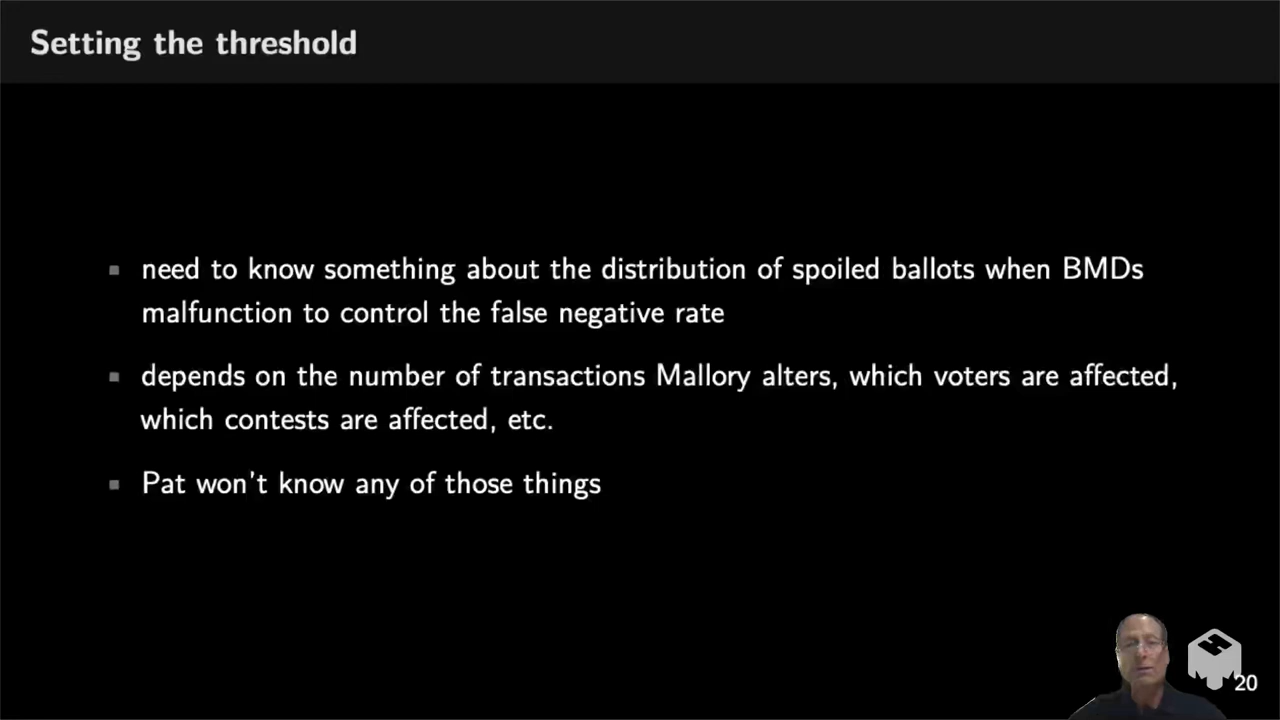 Setting the threshold
need to know something about the distribution of spoiled ballots when BMDs
malfunction to control the false negative rate
depends on the number of transactions Mallory alters, which voters are affected,
which contests are affected, etc.
Pat won't know any of those things
20